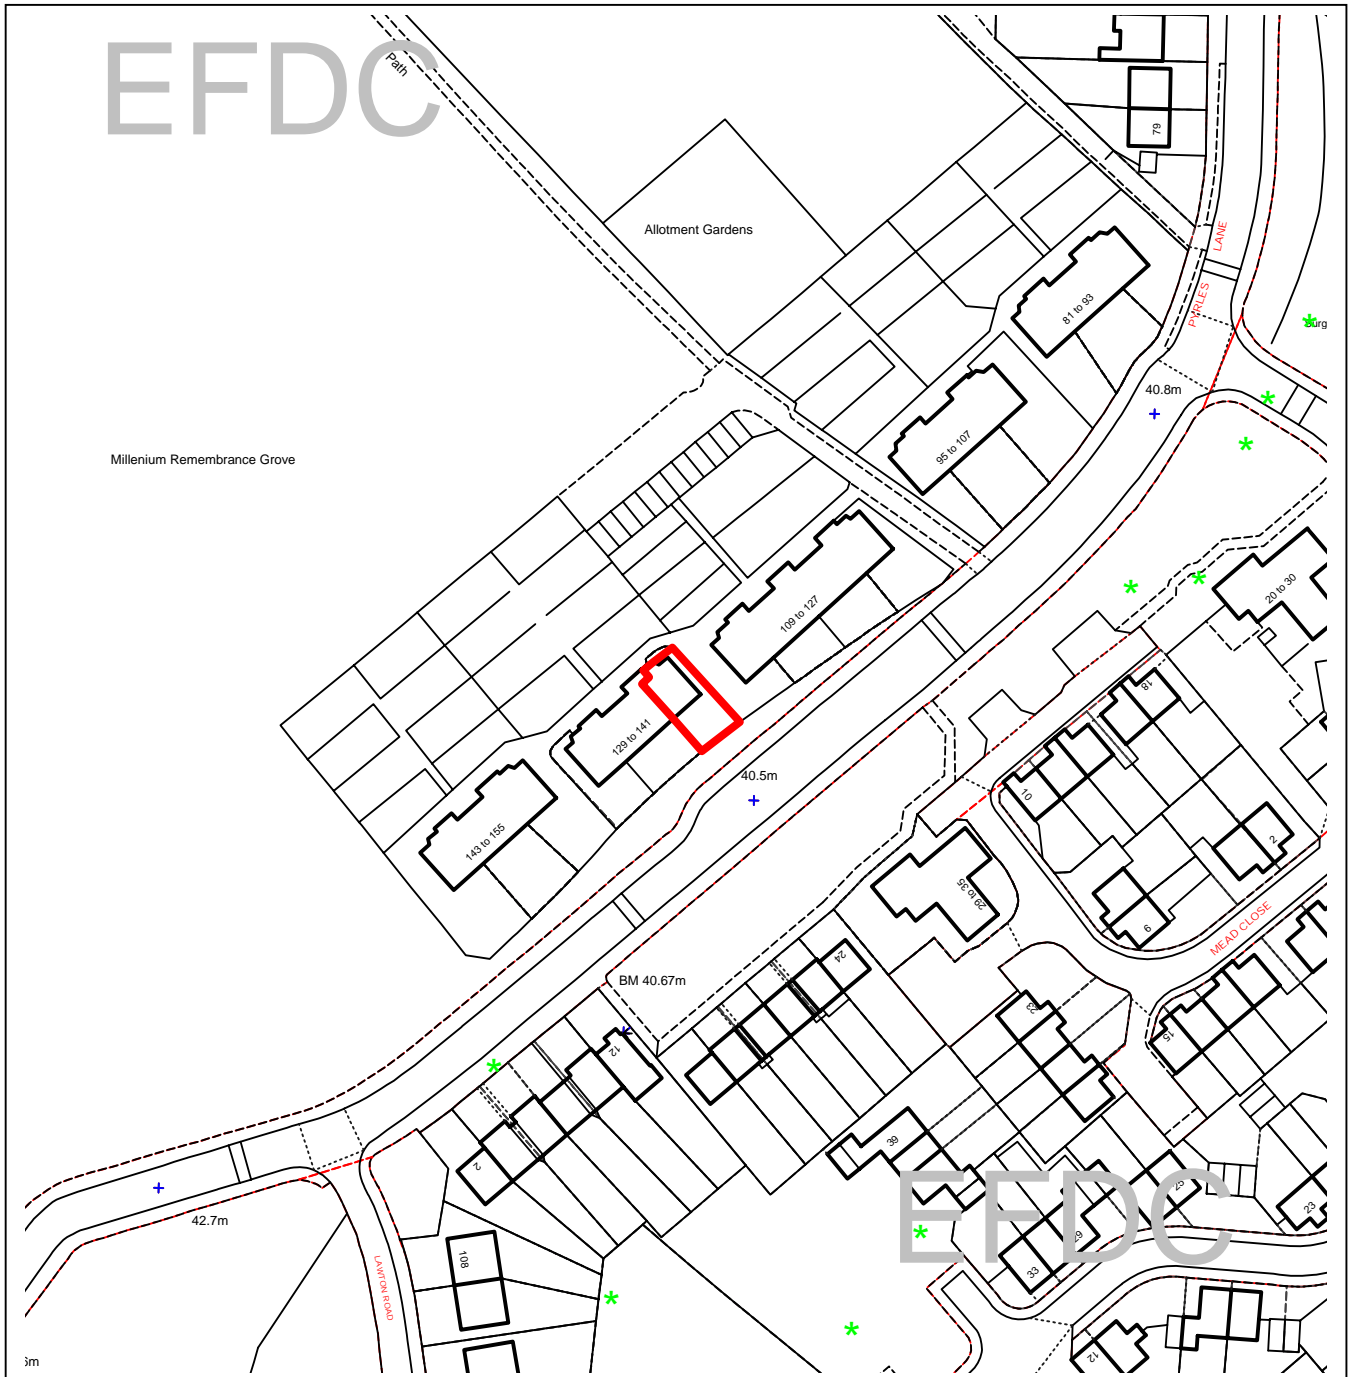 EFDC
Path
79
Allotment Gardens
LANE
PYRLES
81 to 93
40.8m
95 to 107
Millenium Remembrance Grove
109 to 127
20 to 30
129 to 141
18
40.5m
10
2
143 to 155
29 to 35
6
MEAD CLOSE
24
BM 40.67m
23
12
15
39
2
EFDC
25
23
42.7m
29
33
108
LAWTON ROAD
12